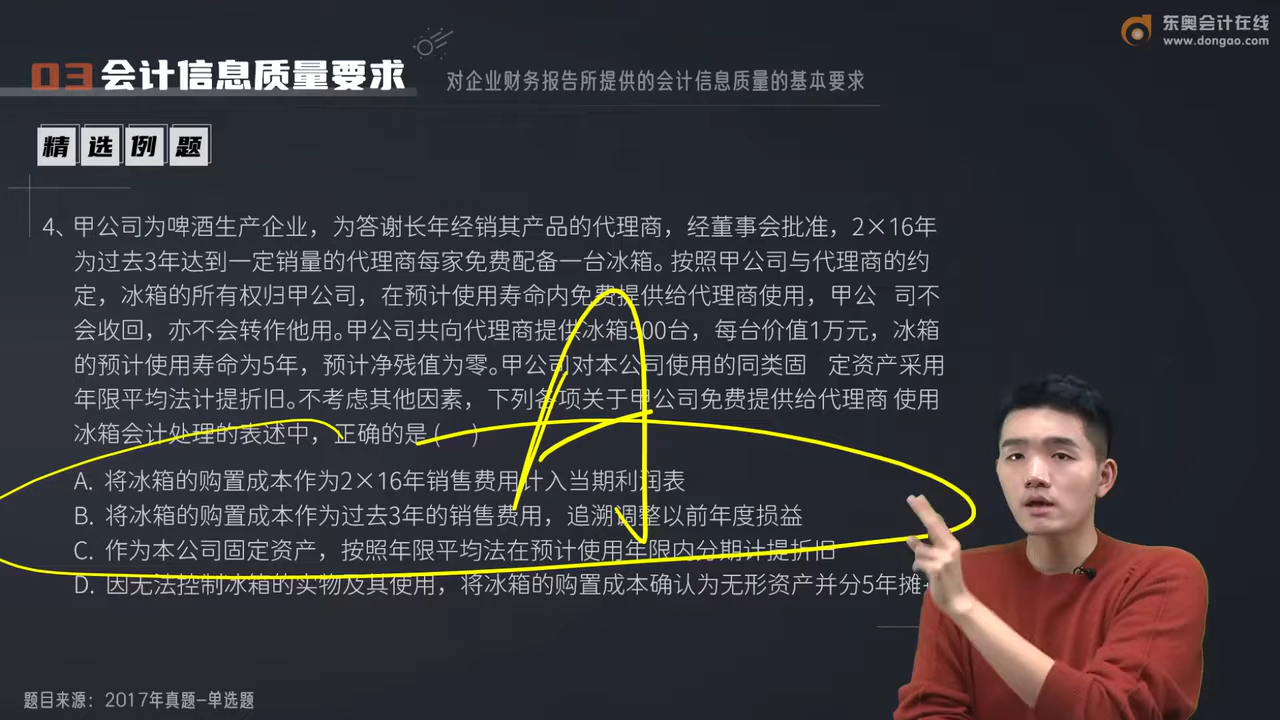 东奥会计在线
www.dongao.com
03 会计信息质量要求
对企业财务报告所提供的会计信息质量的基本要求
精选例题
4、甲公司为啤酒生产企业，为答谢长年经销其产品的代理商，经董事会批准，2×16年
为过去3年达到一定销量的代理商每家免费配备一台冰箱。按照甲公司与代理商的约
定，冰箱的所有权归甲公司，在预计使用寿命内免费提供给代理商使用，甲公 司不
会收回，亦不会转作他用。甲公司共向代理商提供冰箱500台，每台价值1万元，冰箱
的预计使用寿命为5年，预计净残值为零。甲公司对本公司使用的同类固 定资产采用
年限平均法计提折旧。不考虑其他因素，下列各项关于甲公司免费提供给代理商 使用
冰箱会计处理的表述中，正确的是( )
A. 将冰箱的购置成本作为2×16年销售费用计入当期利润表
B. 将冰箱的购置成本作为过去3年的销售费用，追溯调整以前年度损益
C. 作为本公司固定资产，按照年限平均法在预计使用年限内分期计提折旧
D. 因无法控制冰箱的实物及其使用，将冰箱的购置成本确认为无形资产并分5年摊
A
题目来源：2017年真题-单选题